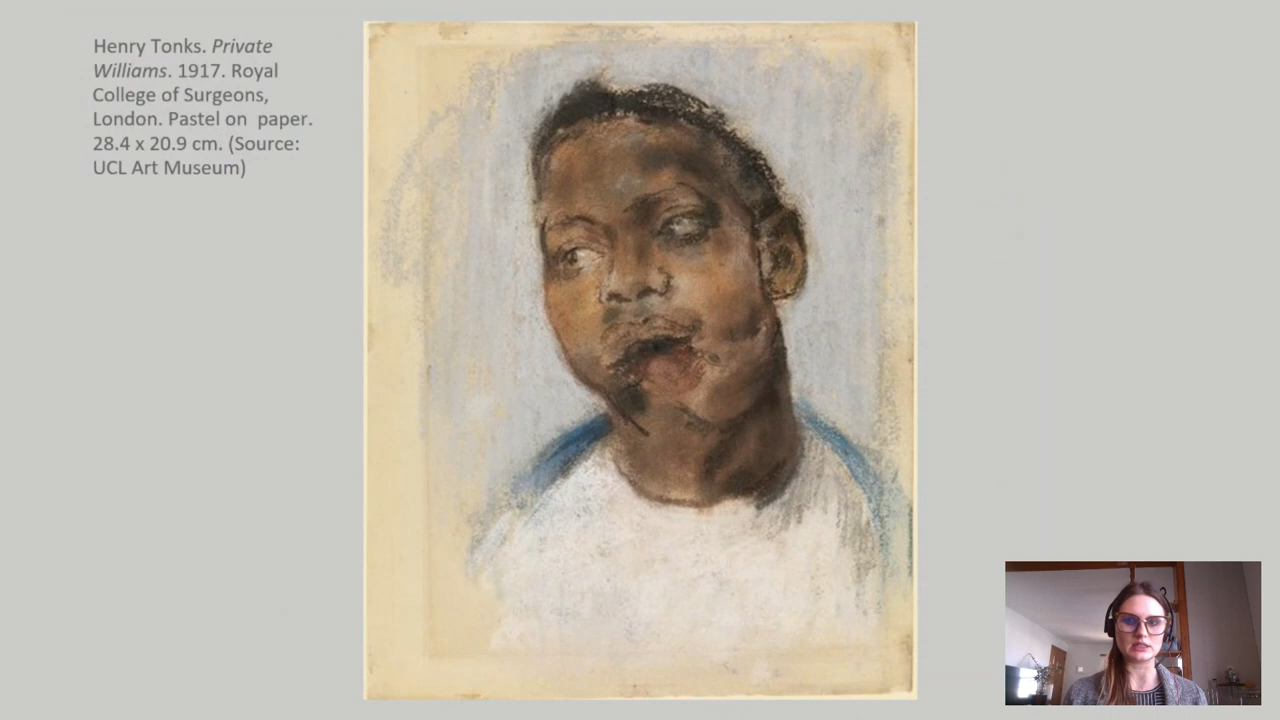 Henry Tonks. Private
Williams. 1917. Royal
College of Surgeons,
London. Pastel on  paper.
28.4 x 20.9 cm. (Source:
UCL Art Museum)